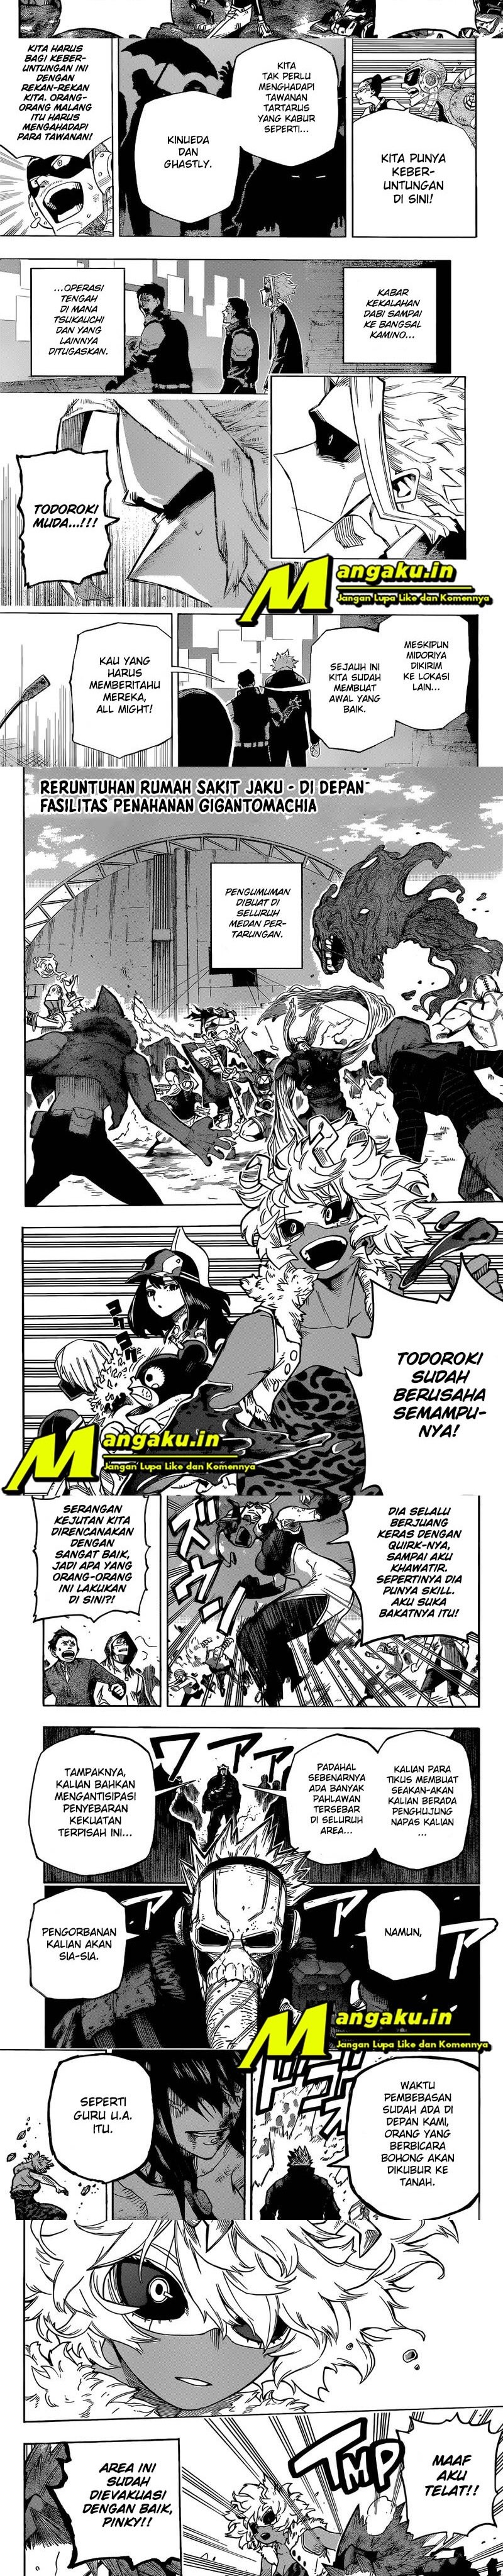 KITA PUNYA
KEBER-
UNTUNGAN
DI SINI!
KITA
TAK PERLU
MENGHADAPI
TAWANAN
TARTARUS
YANG KABUR
SEPERTI...
KINUEDA
DAN
GHASTLY.
KITA HARUS
BAGI KEBER-
UNTUNGAN INI
DENGAN
REKAN-REKAN
KITA. ORANG-
ORANG MALANG
ITU HARUS
MENGAHADAPI
PARA TAWANAN!
KABAR
KEKALAHAN
DABI SAMPAI
KE BANGSAL
KAMINO...
...OPERASI
TENGAH
DI MANA
TSUKAUCHI
DAN YANG
LAINNYA
DITUGASKAN.
TODOROKI
MUDA...!!!
Mangaku.in
Jangan Lupa Like dan Komennya
MESKIPUN
MIDORIYA
DIKIRIM
KE LOKASI
LAIN...
SEJAUH INI
KITA SUDAH
MEMBUAT
AWAL YANG
BAIK.
KAU YANG
HARUS
MEMBERITAHU
MEREKA,
ALL MIGHT!
RERUNTUHAN RUMAH SAKIT JAKU - DI DEPAN
FASILITAS PENAHANAN GIGANTOMACHIA
PENGUMUMAN
DIBUAT DI
SELURUH
MEDAN PER-
TARUNGAN.
TODOROKI
SUDAH
BERUSAHA
SEMAMPU-
NYA!
Mangaku.in
Jangan Lupa Like dan Komennya
DIA SELALU
BERJUANG
KERAS DENGAN
QUIRK-NYA,
SAMPAI AKU
KHAWATIR.
SEPERTINYA DIA
PUNYA SKILL.
AKU SUKA
BAKATNYA ITU!
SERANGAN
KEJUTAN KITA
DIRENCANAKAN
DENGAN
SANGAT BAIK,
JADI APA YANG
ORANG-ORANG
INI LAKUKAN
DI SINI?!
KALIAN PARA
TIKUS MEMBUAT
SEAKAN-AKAN
KALIAN BERADA
PENGHUJUNG
NAPAS KALIAN
...
PADAHAL
SEBENARNYA
ADA BANYAK
PAHLAWAN
TERSEBAR
DI SELURUH
AREA...
TAMPAKNYA,
KALIAN BAHKAN
MENGANTISIPASI
PENYEBARAN
KEKUATAN
TERPISAH INI...
NAMUN,
PENGORBANAN
KALIAN AKAN
SIA-SIA.
Mangaku.in
Jangan Lupa Like dan Komennya
WAKTU
PEMBEBASAN
SUDAH ADA DI
DEPAN KAMI,
ORANG YANG
BERBICARA
BOHONG AKAN
DIKUBUR KE
TANAH.
SEPERTI
GURU U.A.
ITU.
TMP
MAAF
AKU
TELAT!!
AREA INI
SUDAH
DIEVAKUASI
DENGAN BAIK,
PINKY!!